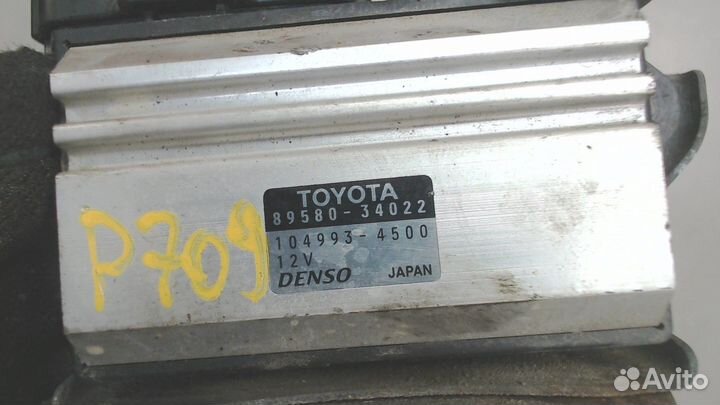 TOYOTA
89580-34022
104993-4500
12V
DENSO JAPAN
P709
Avito